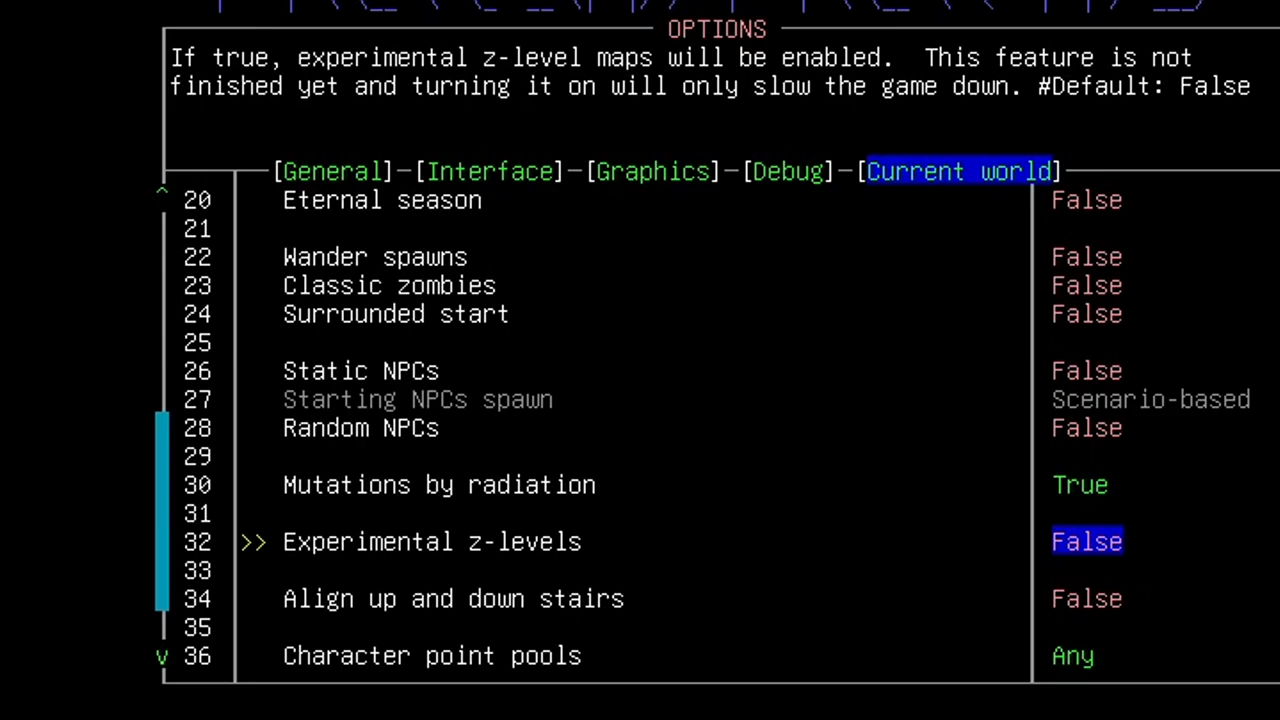 OPTIONS
If true, experimental z-level maps will be enabled.  This feature is not
finished yet and turning it on will only slow the game down. #Default: False
[General]—[Interface]—[Graphics]—[Debug]—[Current world]
^ 20 Eternal season False
21
22 Wander spawns False
23 Classic zombies False
24 Surrounded start False
25
26 Static NPCs False
27 Starting NPCs spawn Scenario-based
28 Random NPCs False
29
30 Mutations by radiation True
31
32 >> Experimental z-levels False
33
34 Align up and down stairs False
35
v 36 Character point pools Any